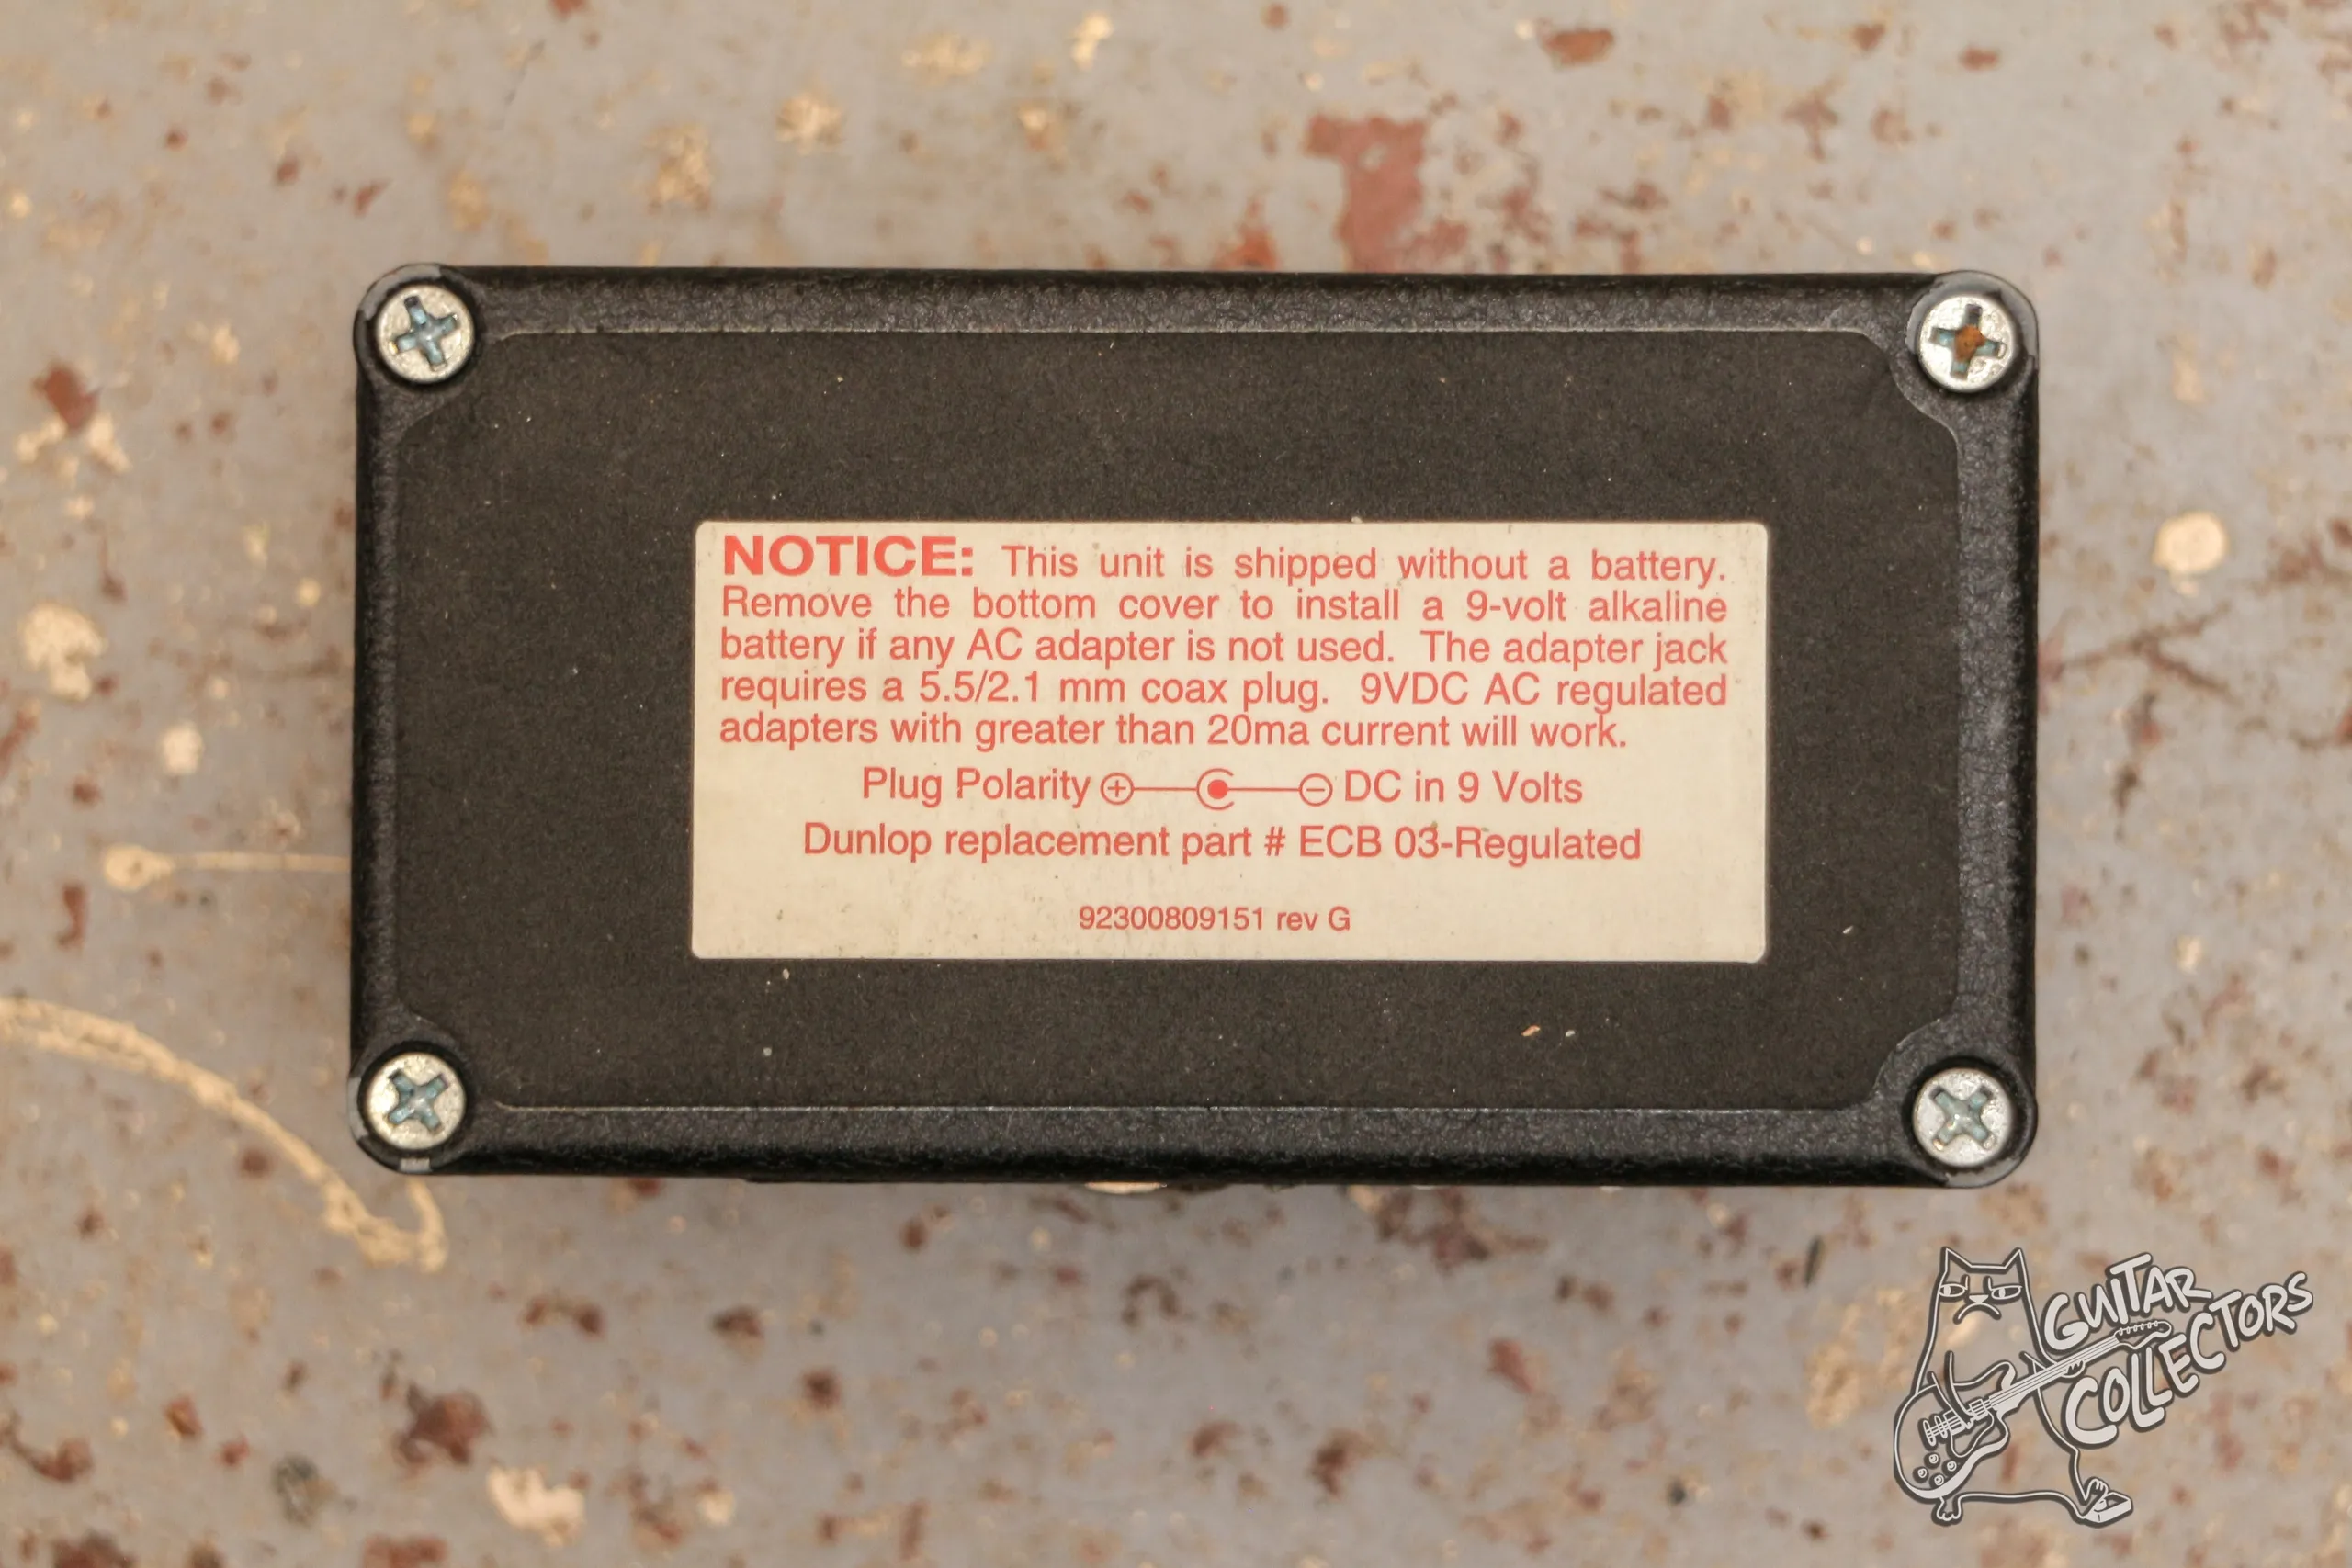 NOTICE: This unit is shipped without a battery.
Remove the bottom cover to install a 9-volt alkaline
battery if any AC adapter is not used. The adapter jack
requires a 5.5/2.1 mm coax plug. 9VDC AC regulated
adapters with greater than 20ma current will work.
Plug Polarity + - DC in 9 Volts
Dunlop replacement part # ECB 03-Regulated
92300809151 rev G
GUITAR
COLLECTORS